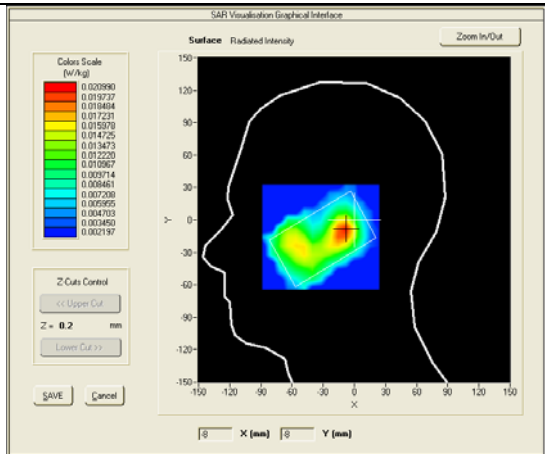 SAR Visualisation Graphical Interface
Surface Radiated Intensity
Zoom In/Out
Colors Scale
(W/kg)
0.020990
0.019737
0.018484
0.017231
0.015978
0.014725
0.013473
0.012220
0.010967
0.009714
0.008461
0.007208
0.005955
0.004703
0.003450
0.002197
150-
120-
90-
60-
30-
0-
-30-
-60-
-90-
-120-
-150-
Y
-150 -120 -90 -60 -30 0 30 60 90 120 150
X
Z Cuts Control
<< Upper Cut
Z = 0.2 mm
Lower Cut >>
SAVE Cancel
-8 X (mm) -8 Y (mm)